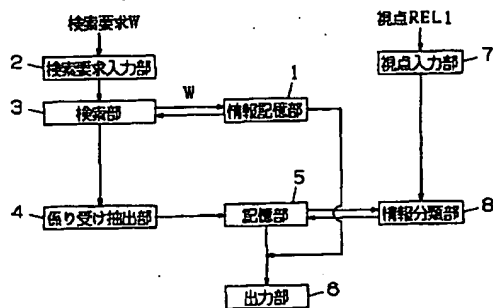 検索要求W
視点REL1
2
検索要求入力部
視点入力部
7
3
検索部
W
1
情報記憶部
4
係り受け抽出部
5
記憶部
情報分類部
8
出力部
6